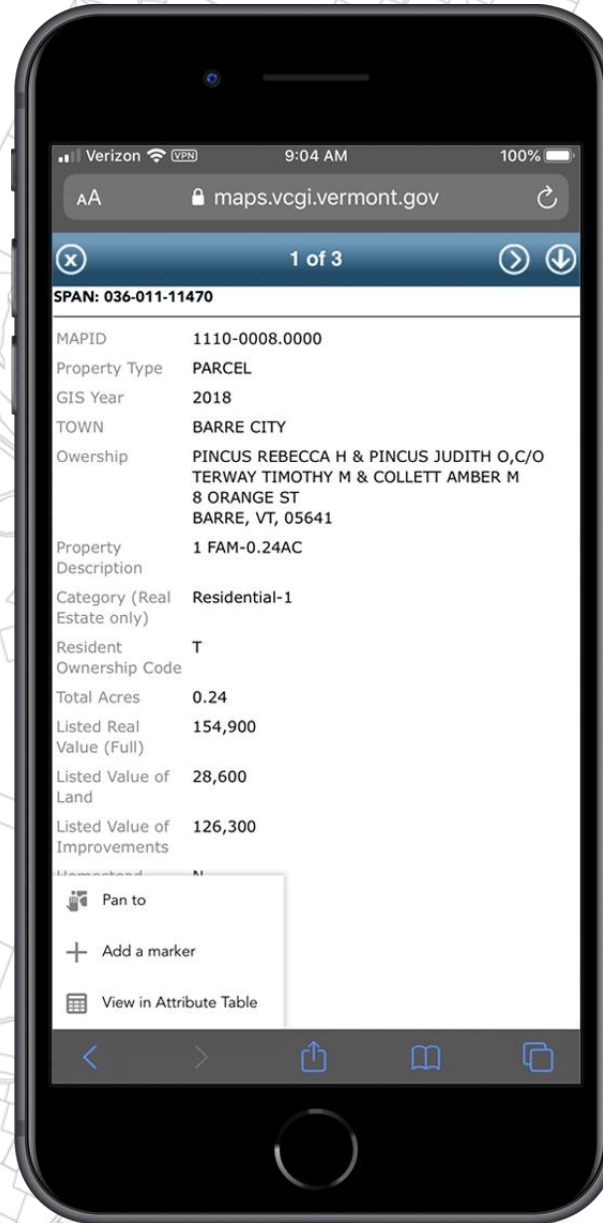 Verizon VPN 9:04 AM 100%
AA maps.vcgi.vermont.gov
1 of 3
SPAN: 036-011-11470
MAPID 1110-0008.0000
Property Type PARCEL
GIS Year 2018
TOWN BARRE CITY
Owership PINCUS REBECCA H & PINCUS JUDITH O,C/O
TERWAY TIMOTHY M & COLLETT AMBER M
8 ORANGE ST
BARRE, VT, 05641
Property 1 FAM-0.24AC
Description
Category (Real Residential-1
Estate only)
Resident T
Ownership Code
Total Acres 0.24
Listed Real 154,900
Value (Full)
Listed Value of 28,600
Land
Listed Value of 126,300
Improvements
Homestead N
Pan to
Add a marker
View in Attribute Table